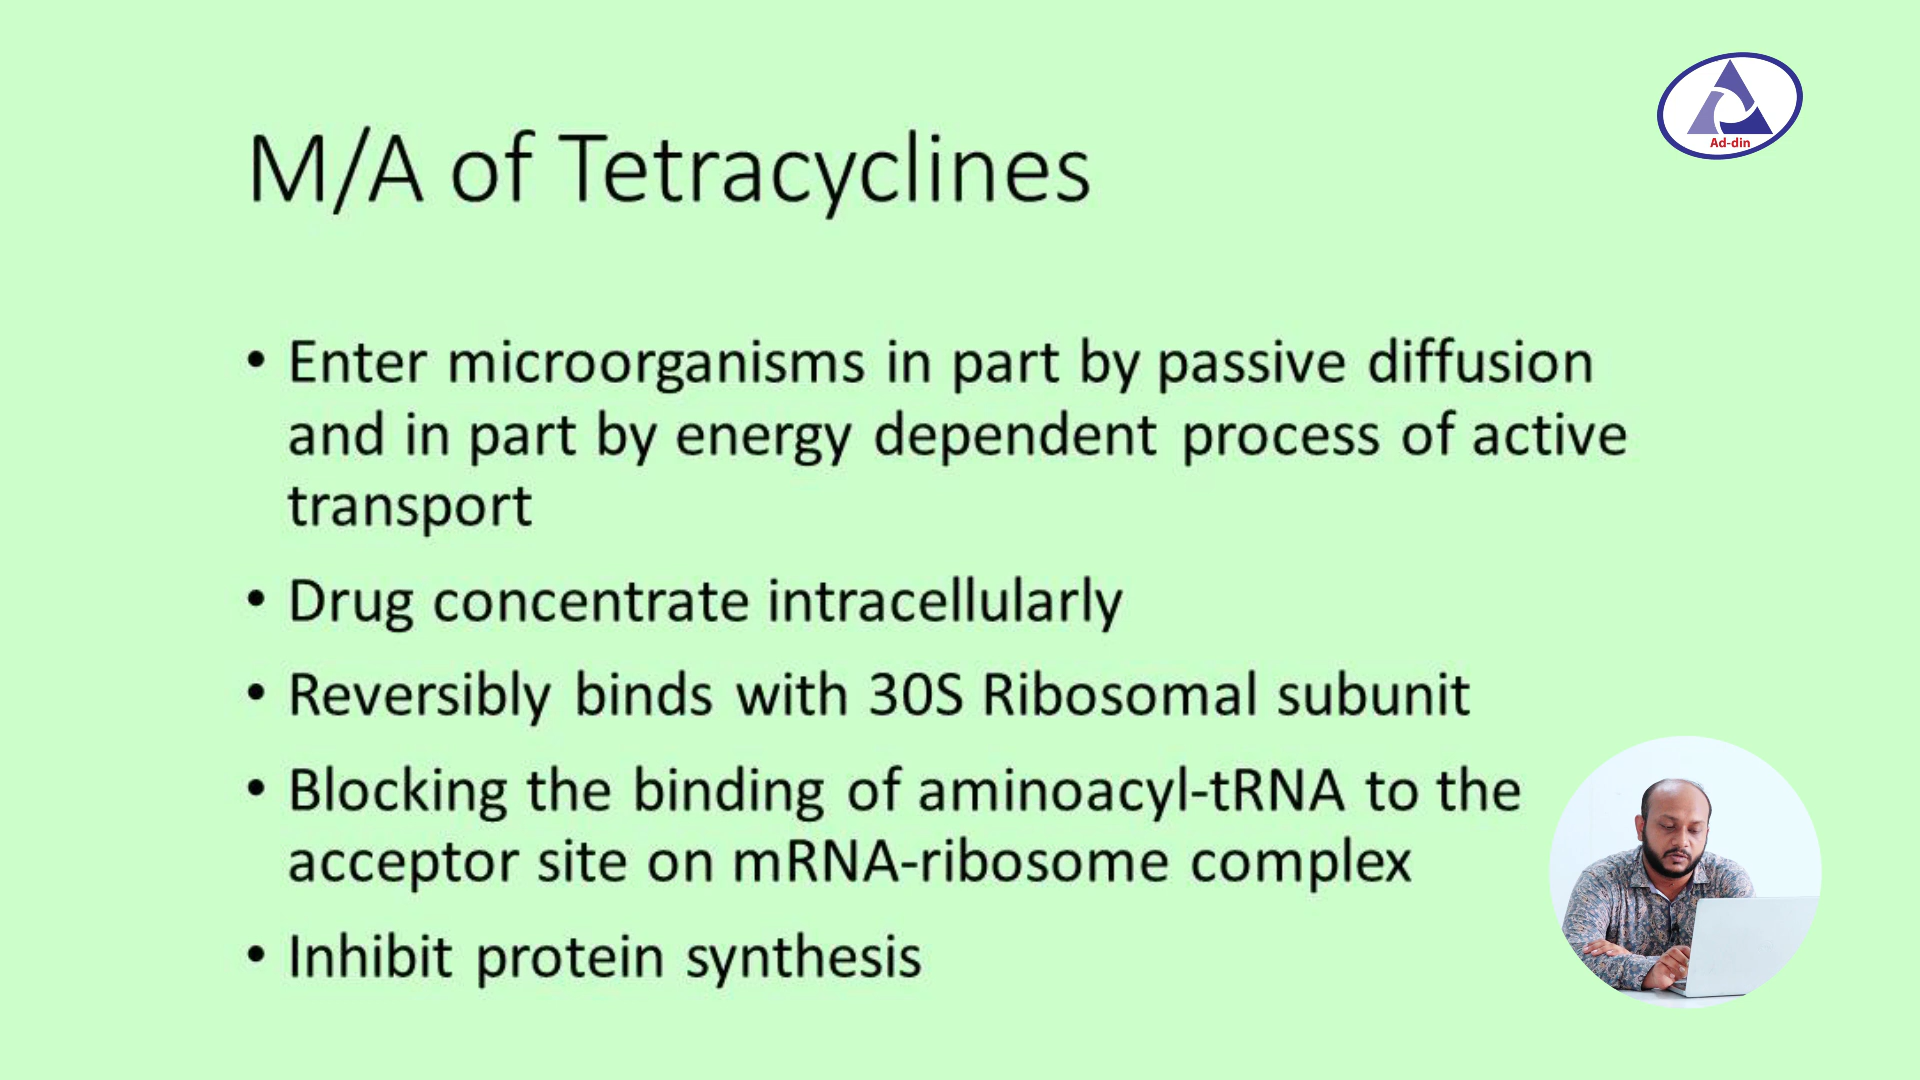 Ad-din
M/A of Tetracyclines
• Enter microorganisms in part by passive diffusion
and in part by energy dependent process of active
transport
• Drug concentrate intracellularly
• Reversibly binds with 30S Ribosomal subunit
• Blocking the binding of aminoacyl-tRNA to the
acceptor site on mRNA-ribosome complex
• Inhibit protein synthesis